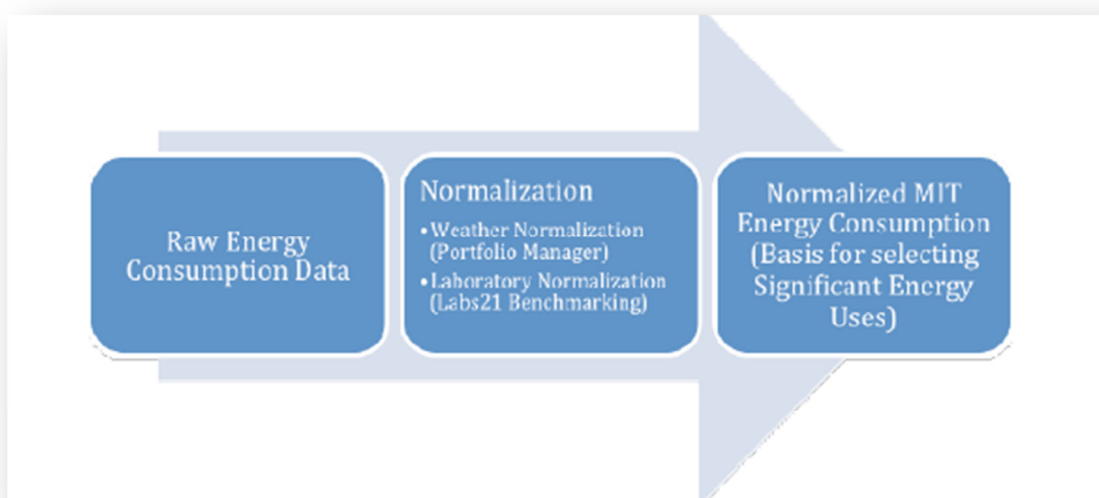 Raw Energy
Consumption Data
Normalization
•Weather Normalization
(Portfolio Manager)
•Laboratory Normalization
(Labs21 Benchmarking)
Normalized MIT
Energy Consumption
(Basis for selecting
Significant Energy
Uses)